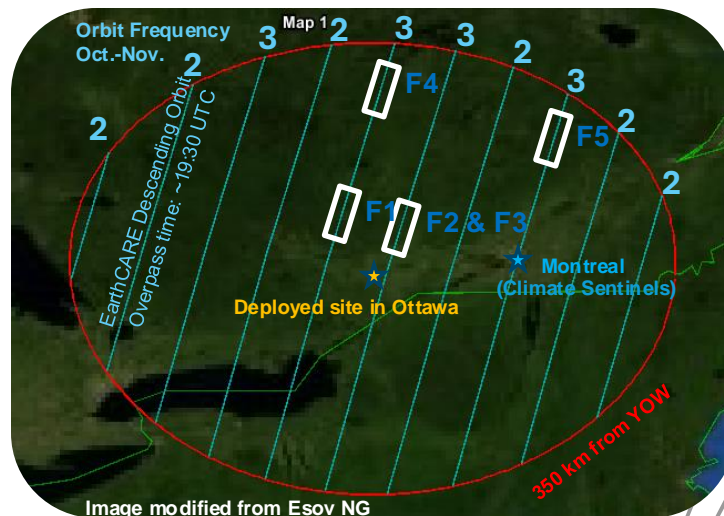 Map 1
Orbit Frequency
Oct.-Nov.
2
2
3
2
3
3
2
3
2
2
EarthCARE Descending Orbit
Overpass time: ~19:30 UTC
F4
F5
F1
F2 & F3
Montreal
(Climate Sentinels)
Deployed site in Ottawa
350 km from YOW
Image modified from Esov NG